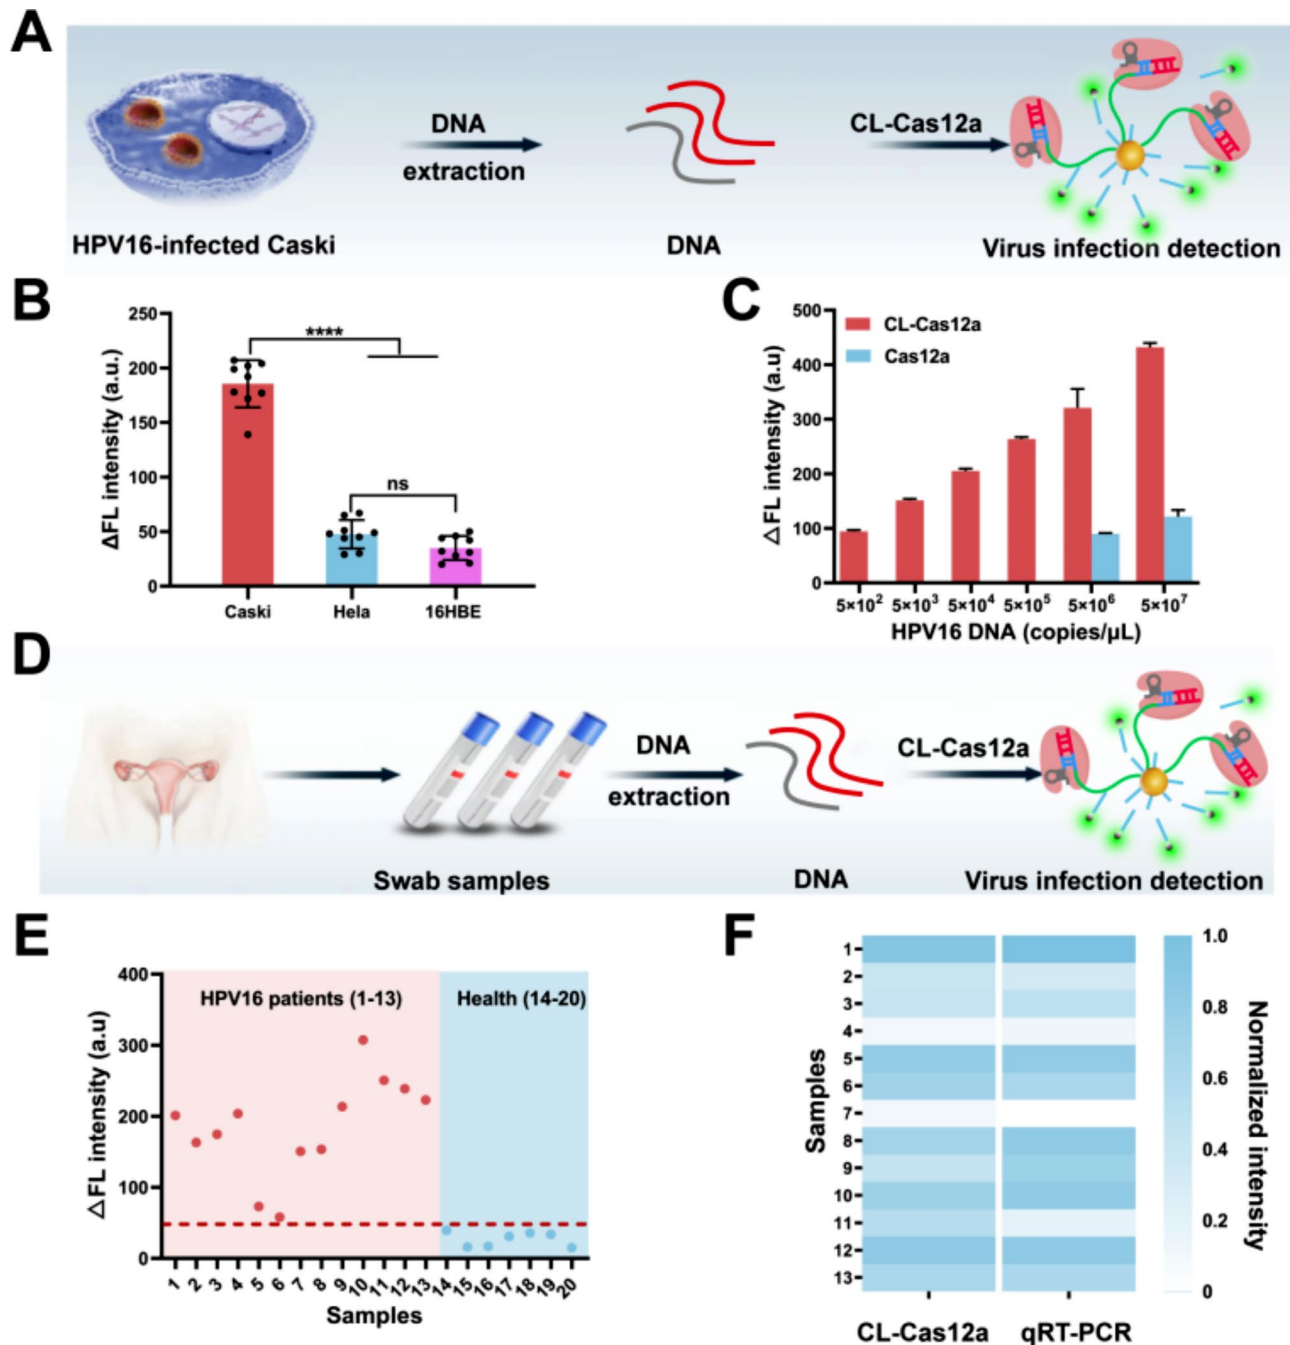 A
HPV16-infected Caski
DNA
extraction
DNA
CL-Cas12a
Virus infection detection
B
ΔFL intensity (a.u.)
250
200
150
100
50
0
****
ns
Caski
Hela
16HBE
C
△FL intensity (a.u)
500
400
300
200
100
0
CL-Cas12a
Cas12a
5×10²
5×10³
5×10⁴
5×10⁵
5×10⁶
5×10⁷
HPV16 DNA (copies/μL)
D
Swab samples
DNA
extraction
DNA
CL-Cas12a
Virus infection detection
E
△FL intensity (a.u)
400
300
200
100
0
HPV16 patients (1-13)
Health (14-20)
1
2
3
4
5
6
7
8
9
10
11
12
13
14
15
16
17
18
19
20
Samples
F
Samples
1
2
3
4
5
6
7
8
9
10
11
12
13
CL-Cas12a
qRT-PCR
1.0
0.8
0.6
0.4
0.2
0
Normalized intensity